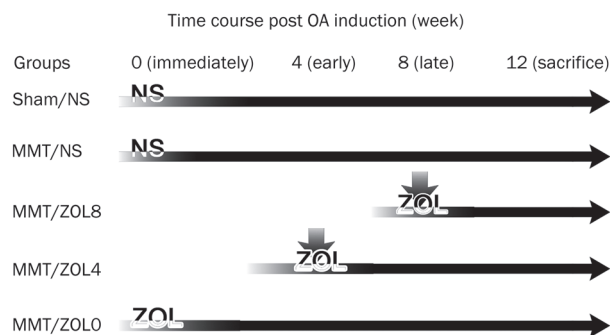 Time course post OA induction (week)
Groups 0 (immediately) 4 (early) 8 (late) 12 (sacrifice)
Sham/NS NS
MMT/NS NS
MMT/ZOL8 ZOL
MMT/ZOL4 ZOL
MMT/ZOL0 ZOL